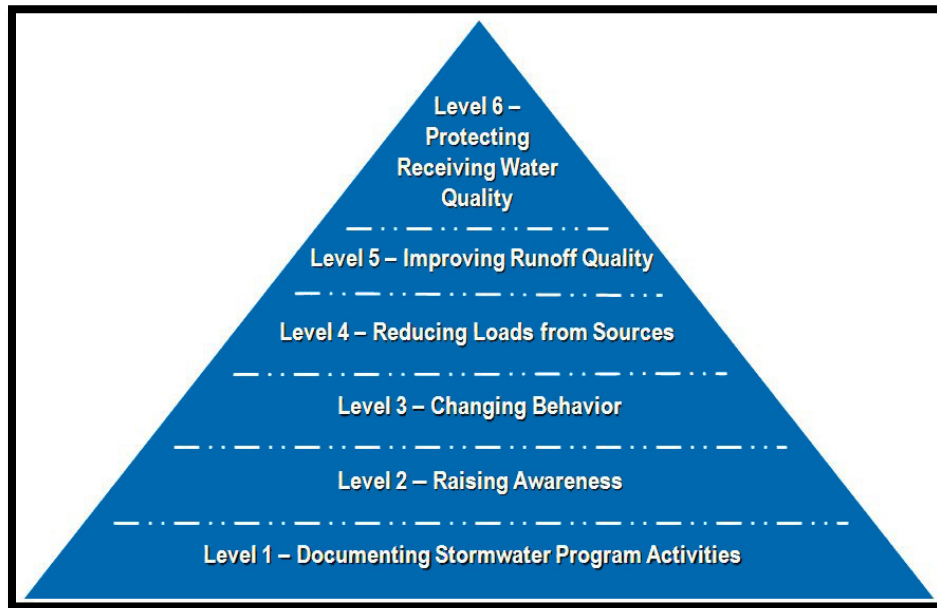 Level 6 –
Protecting
Receiving Water
Quality
Level 5 – Improving Runoff Quality
Level 4 – Reducing Loads from Sources
Level 3 – Changing Behavior
Level 2 – Raising Awareness
Level 1 – Documenting Stormwater Program Activities